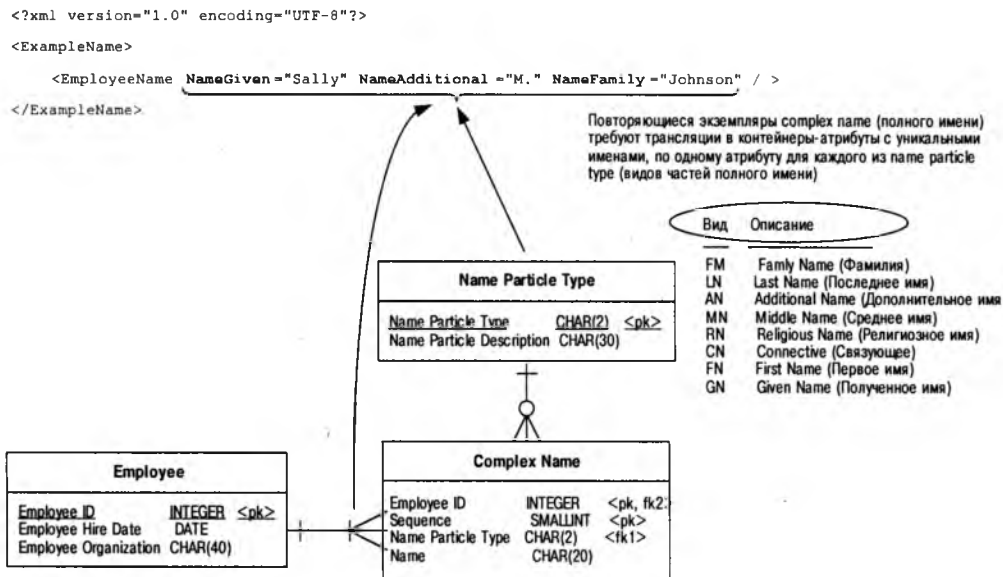 <?xml version="1.0" encoding="UTF-8"?>
<ExampleName>
<EmployeeName NameGiven="Sally" NameAdditional="M." NameFamily="Johnson" / >
</ExampleName>
Повторяющиеся экземпляры complex name (полного имени)
требуют трансляции в контейнеры-атрибуты с уникальными
именами, по одному атрибуту для каждого из name particle
type (видов частей полного имени)
Вид Описание
FM Famly Name (Фамилия)
LN Last Name (Последнее имя)
AN Additional Name (Дополнительное имя
MN Middle Name (Среднее имя)
RN Religious Name (Религиозное имя)
CN Connective (Связующее)
FN First Name (Первое имя)
GN Given Name (Полученное имя)
Name Particle Type
Name Particle Type CHAR(2) <pk>
Name Particle Description CHAR(30)
Employee
Employee ID INTEGER <pk>
Employee Hire Date DATE
Employee Organization CHAR(40)
Complex Name
Employee ID INTEGER <pk, fk2>
Sequence SMALLINT <pk>
Name Particle Type CHAR(2) <fk1>
Name CHAR(20)